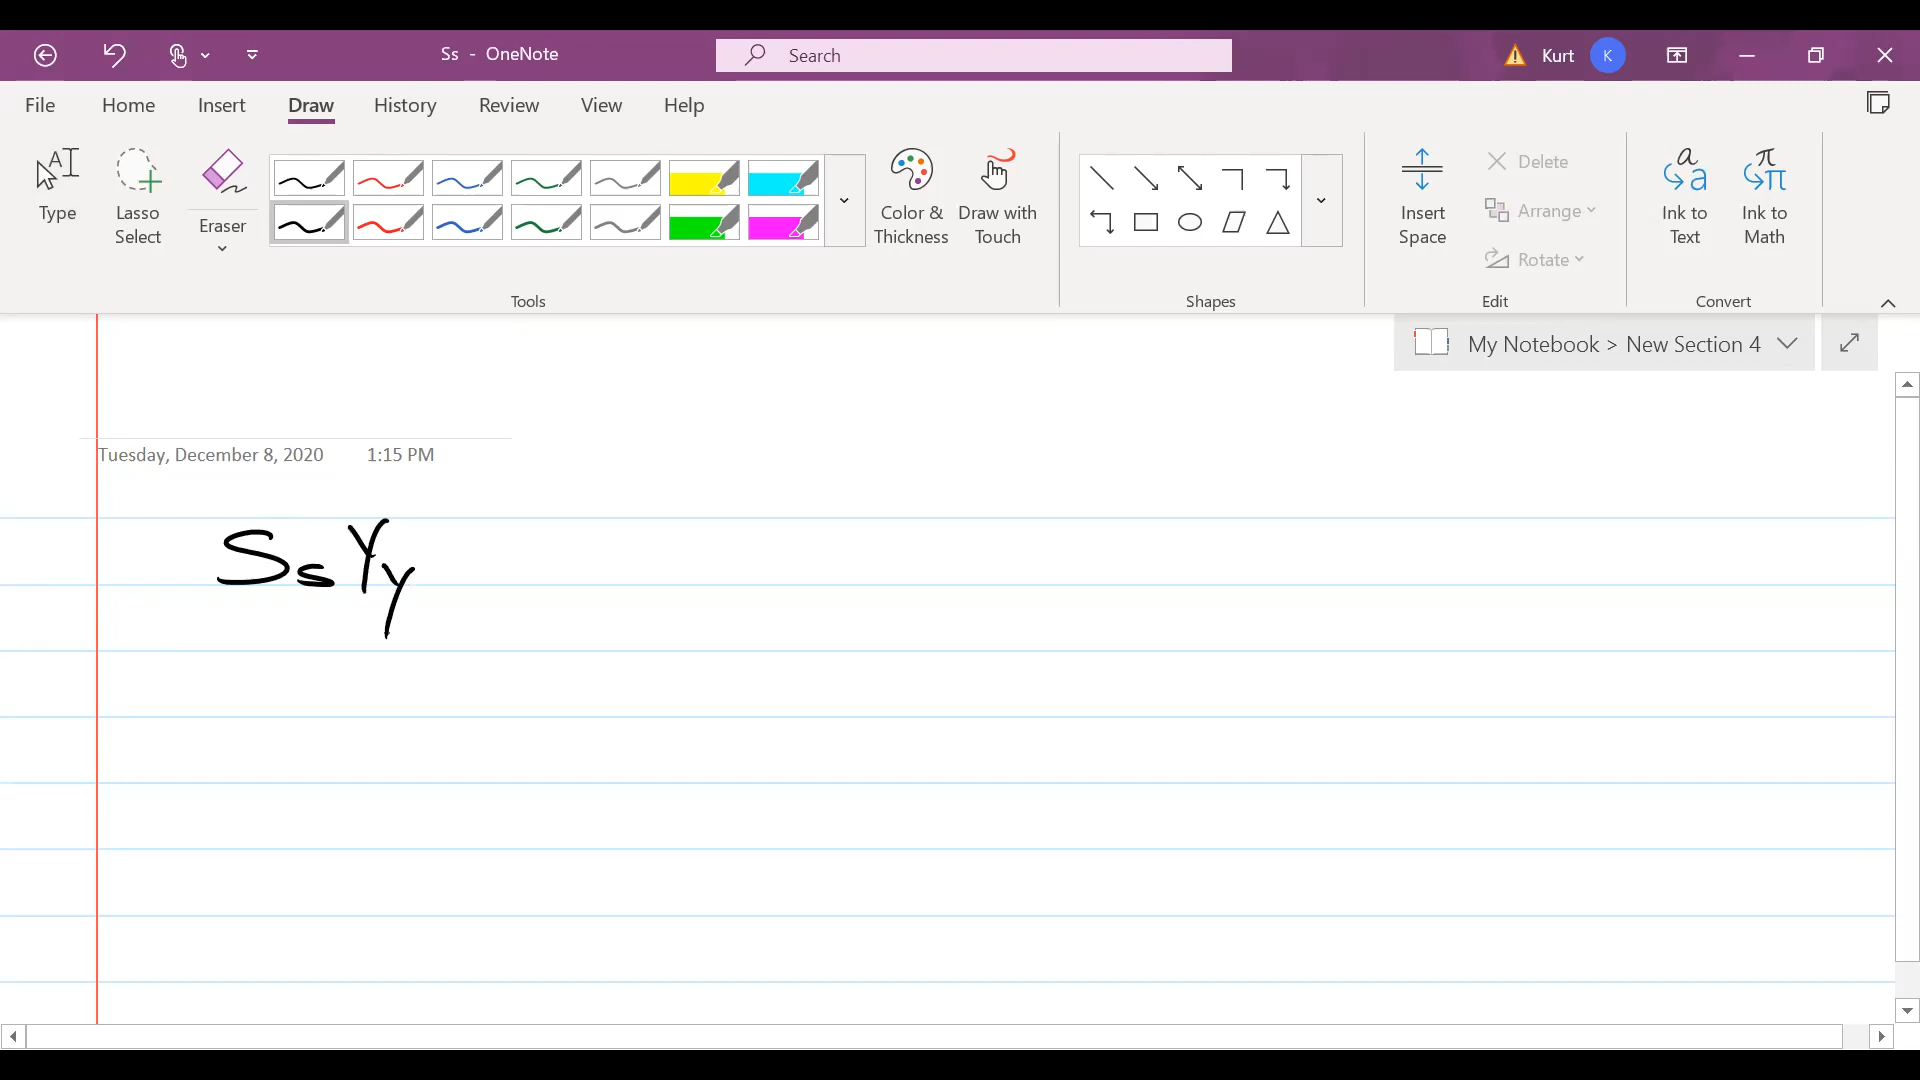 Ss - OneNote
Search
Kurt
K
File Home Insert Draw History Review View Help
Type
Lasso Select
Eraser
Color & Thickness
Draw with Touch
Insert Space
Delete
Arrange
Rotate
Ink to Text
Ink to Math
Tools
Shapes
Edit
Convert
My Notebook > New Section 4
Tuesday, December 8, 2020 1:15 PM
SsYy